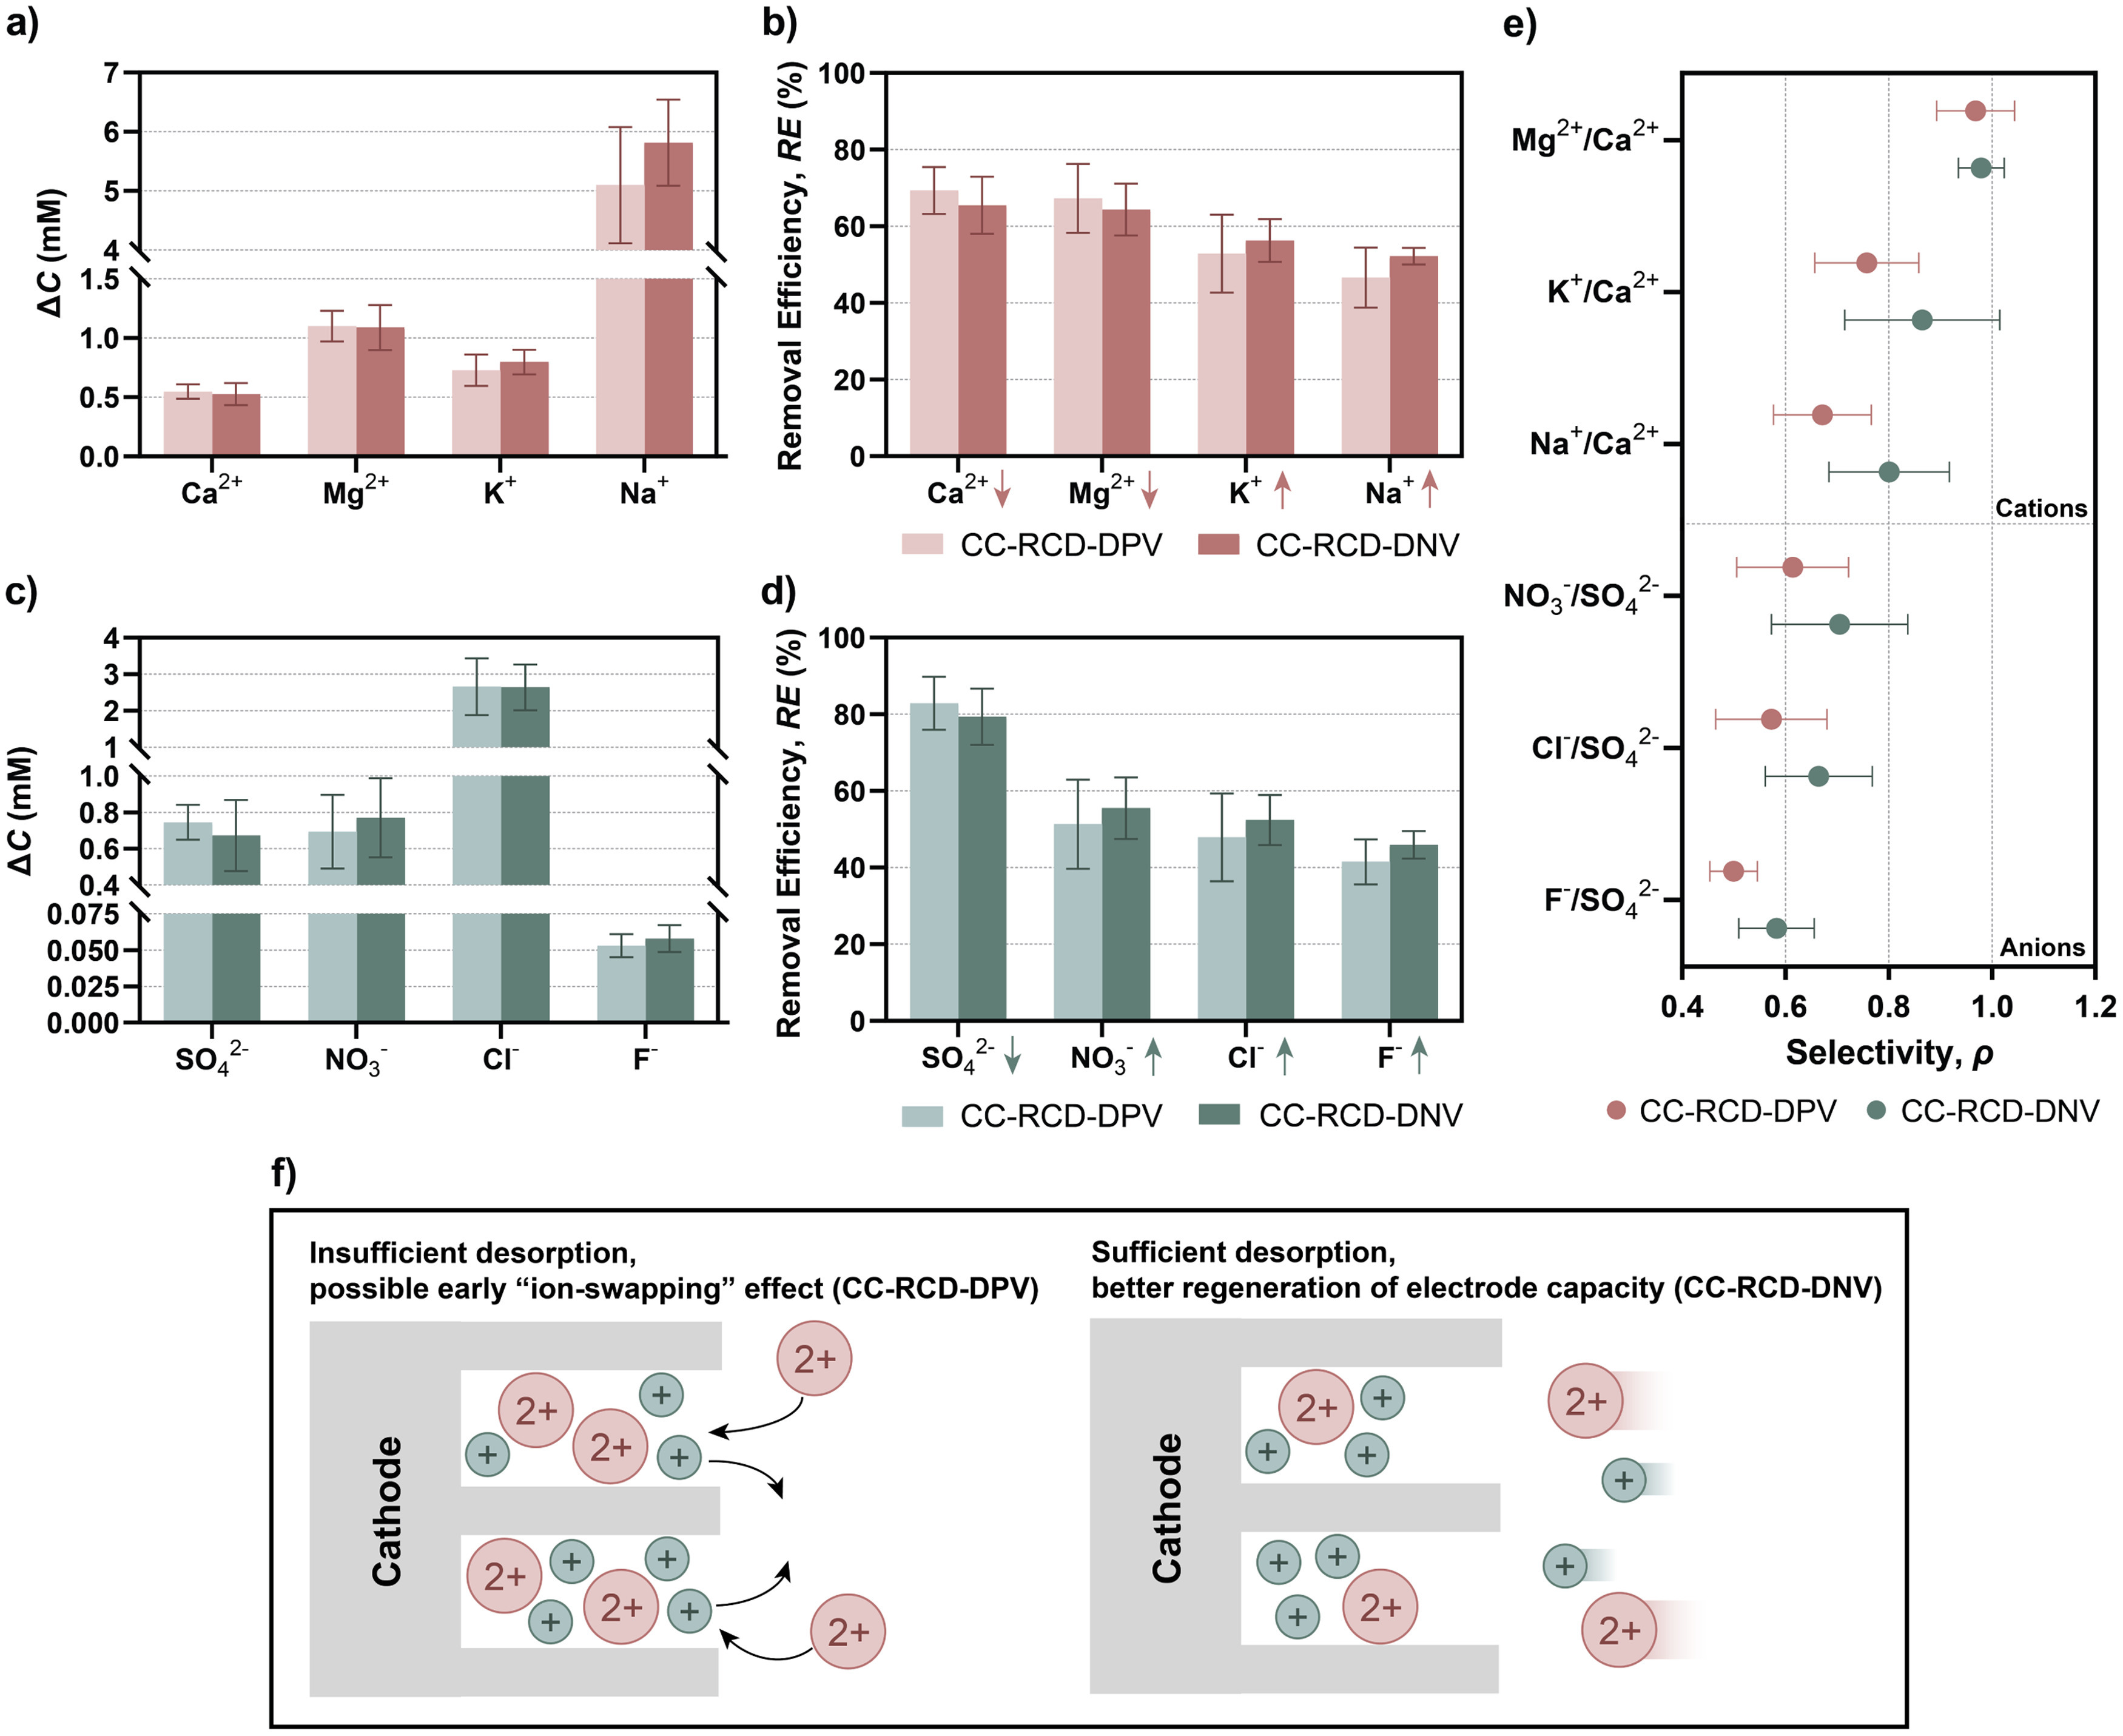 a)
ΔC (mM)
7
6
5
4
1.5
1.0
0.5
0.0
Ca²⁺ Mg²⁺ K⁺ Na⁺
b)
Removal Efficiency, RE (%)
100
80
60
40
20
0
Ca²⁺ ↓ Mg²⁺ ↓ K⁺ ↑ Na⁺ ↑
CC-RCD-DPV CC-RCD-DNV
c)
ΔC (mM)
4
3
2
1
1.0
0.8
0.6
0.4
0.075
0.050
0.025
0.000
SO₄²⁻ NO₃⁻ Cl⁻ F⁻
d)
Removal Efficiency, RE (%)
100
80
60
40
20
0
SO₄²⁻ ↓ NO₃⁻ ↑ Cl⁻ ↑ F⁻ ↑
CC-RCD-DPV CC-RCD-DNV
e)
Mg²⁺/Ca²⁺
K⁺/Ca²⁺
Na⁺/Ca²⁺
Cations
NO₃⁻/SO₄²⁻
Cl⁻/SO₄²⁻
F⁻/SO₄²⁻
Anions
0.4 0.6 0.8 1.0 1.2
Selectivity, ρ
CC-RCD-DPV CC-RCD-DNV
f)
Insufficient desorption,
possible early “ion-swapping” effect (CC-RCD-DPV)
Cathode
2+
+
2+
2+
+
+
2+
+
+
2+
+
+
2+
Sufficient desorption,
better regeneration of electrode capacity (CC-RCD-DNV)
Cathode
2+
+
2+
+
+
+
+
+
+
2+
+
2+